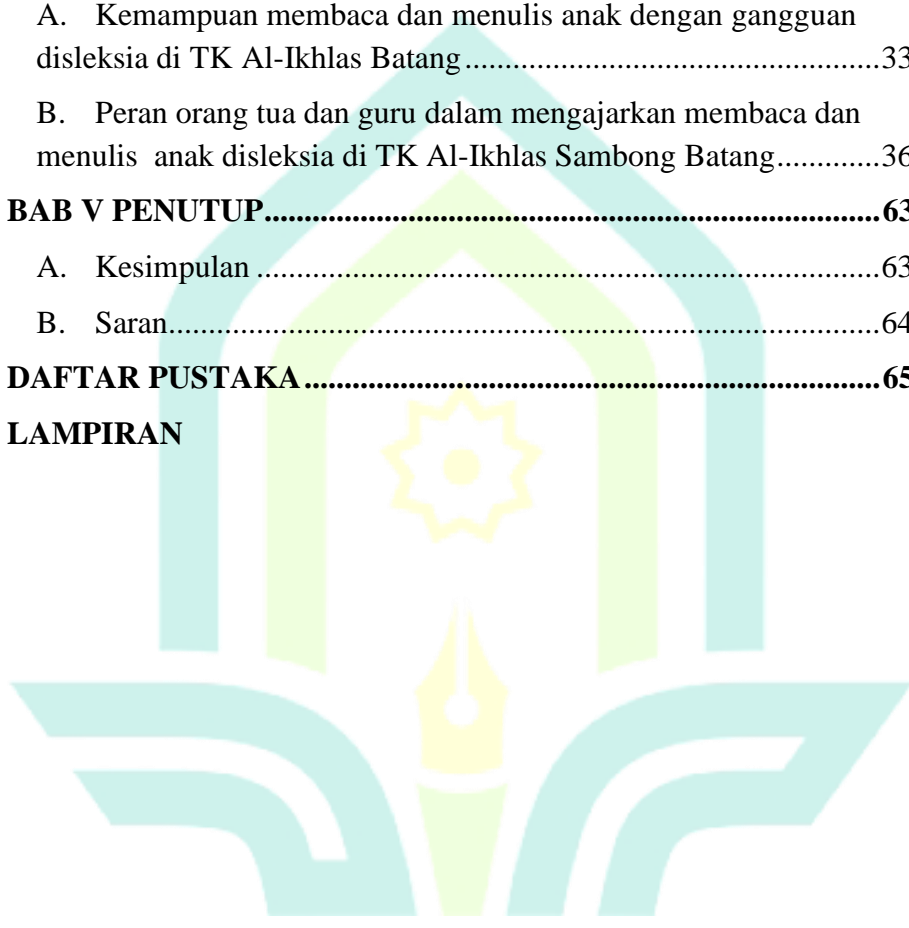 A. Kemampuan membaca dan menulis anak dengan gangguan
disleksia di TK Al-Ikhlas Batang...................................................33
B. Peran orang tua dan guru dalam mengajarkan membaca dan
menulis  anak disleksia di TK Al-Ikhlas Sambong Batang.............36
BAB V PENUTUP...........................................................................63
A. Kesimpulan ............................................................................63
B. Saran.......................................................................................64
DAFTAR PUSTAKA......................................................................65
LAMPIRAN